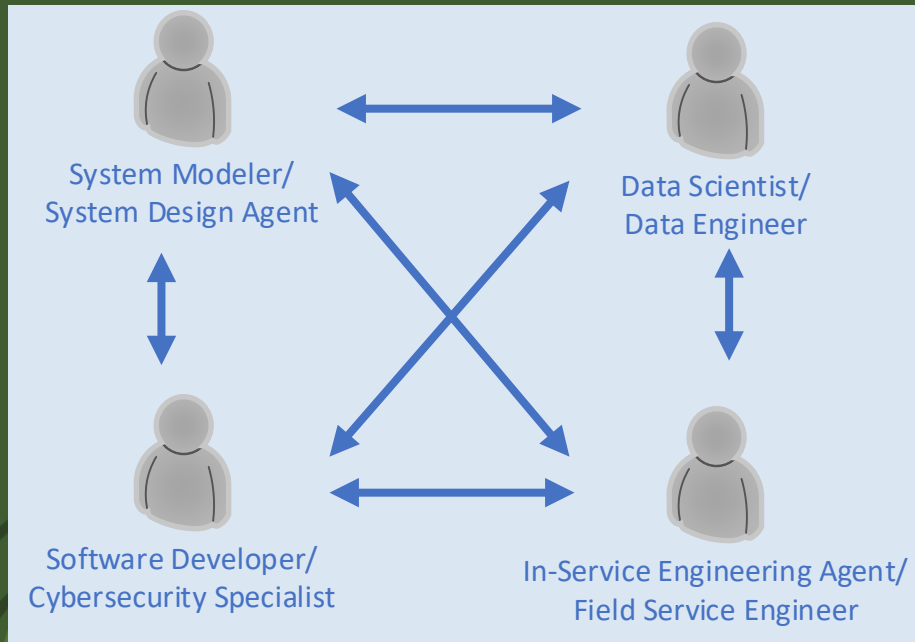 System Modeler/
System Design Agent
Data Scientist/
Data Engineer
Software Developer/
Cybersecurity Specialist
In-Service Engineering Agent/
Field Service Engineer